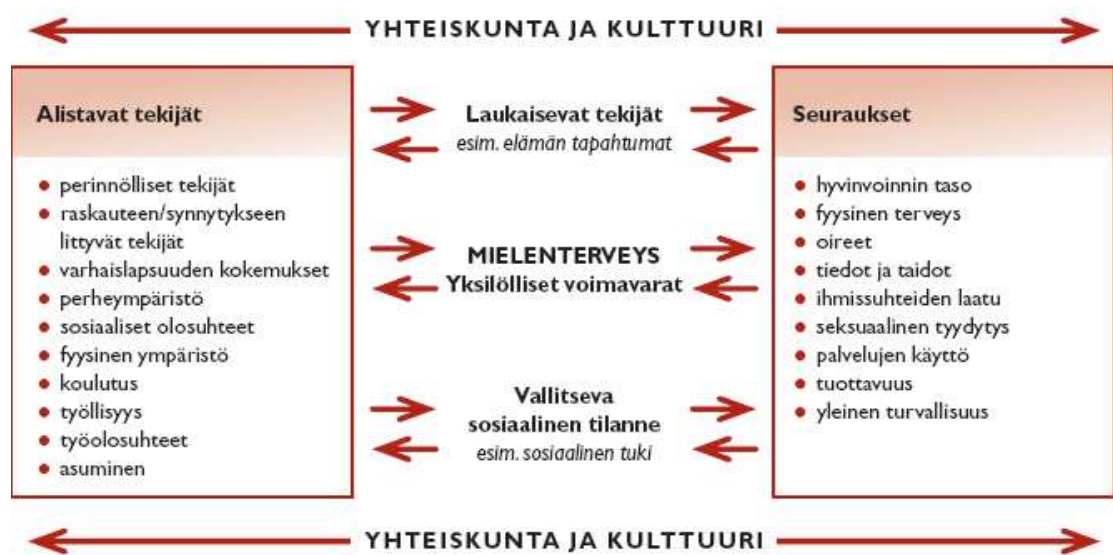 YHTEISKUNTA JA KULTTUURI
Alistavat tekijät
perinnölliset tekijät
raskauteen/synnytykseen
littyvät tekijät
varhaislapsuuden kokemukset
perheympäristö
sosiaaliset olosuhteet
fyysinen ympäristö
koulutus
työllisyys
työolosuhteet
asuminen
Laukaisevat tekijät
esim. elämän tapahtumat
MIELENTERVEYS
Yksilölliset voimavarat
Vallitseva
sosiaalinen tilanne
esim. sosiaalinen tuki
Seuraukset
hyvinvoinnin taso
fyysinen terveys
oireet
tiedot ja taidot
ihmissuhteiden laatu
seksuaalinen tyydytys
palvelujen käyttö
tuottavuus
yleinen turvallisuus
YHTEISKUNTA JA KULTTUURI